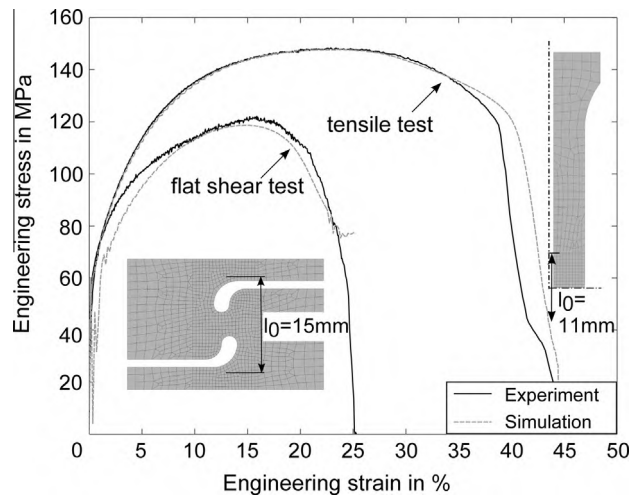 Engineering stress in MPa
160
140
120
100
80
60
40
20
0
0
5
10
15
20
25
30
35
40
45
50
Engineering strain in %
tensile test
flat shear test
l0=15mm
l0=
11mm
Experiment
Simulation